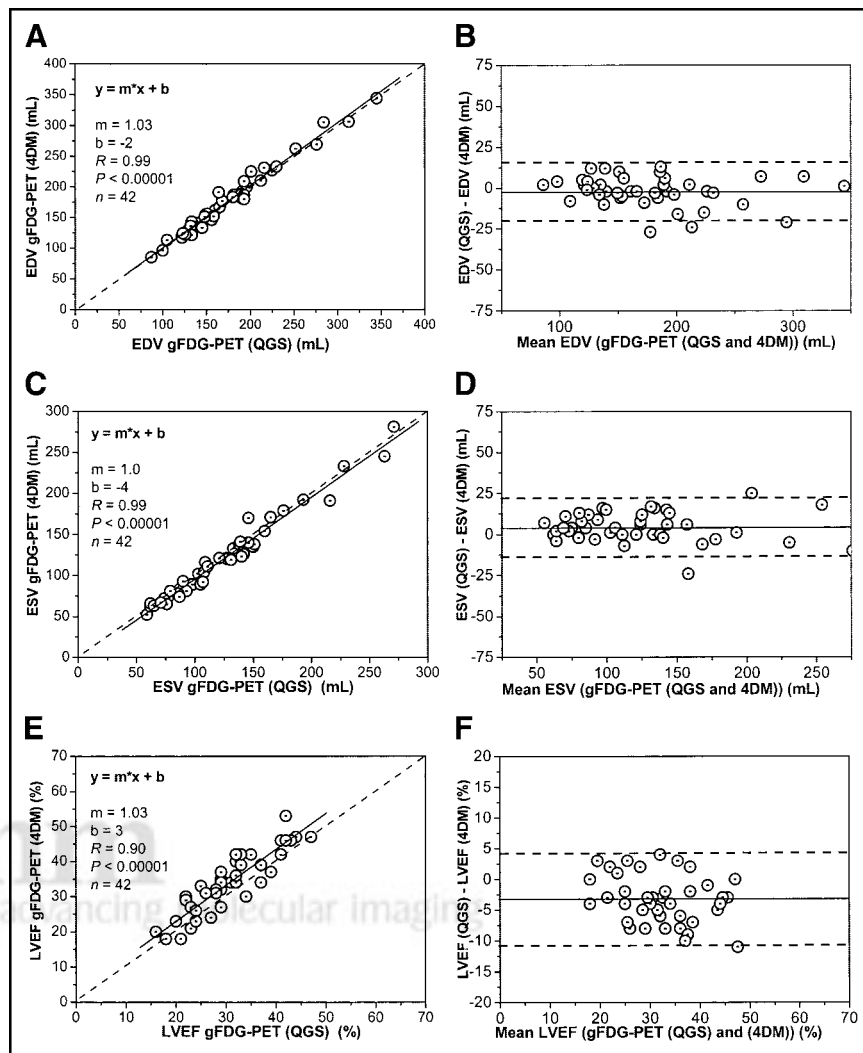 A
y = m*x + b
m = 1.03
b = -2
R = 0.99
P < 0.00001
n = 42
EDV gFDG-PET (4DM) (mL)
400
350
300
250
200
150
100
50
0
0 50 100 150 200 250 300 350 400
EDV gFDG-PET (QGS) (mL)
B
EDV (QGS) - EDV (4DM) (mL)
75
50
25
0
-25
-50
-75
100 200 300
Mean EDV (gFDG-PET (QGS and 4DM)) (mL)
C
y = m*x + b
m = 1.0
b = -4
R = 0.99
P < 0.00001
n = 42
ESV gFDG-PET (4DM) (mL)
300
250
200
150
100
50
0
0 50 100 150 200 250 300
ESV gFDG-PET (QGS) (mL)
D
ESV (QGS) - ESV (4DM) (mL)
75
50
25
0
-25
-50
-75
50 100 150 200 250
Mean ESV (gFDG-PET (QGS and 4DM)) (mL)
E
y = m*x + b
m = 1.03
b = 3
R = 0.90
P < 0.00001
n = 42
LVEF gFDG-PET (4DM) (%)
70
60
50
40
30
20
10
0
0 10 20 30 40 50 60 70
LVEF gFDG-PET (QGS) (%)
F
LVEF (QGS) - LVEF (4DM) (%)
20
15
10
5
0
-5
-10
-15
-20
0 10 20 30 40 50 60 70
Mean LVEF (gFDG-PET (QGS) and (4DM)) (%)
advancing molecular imaging